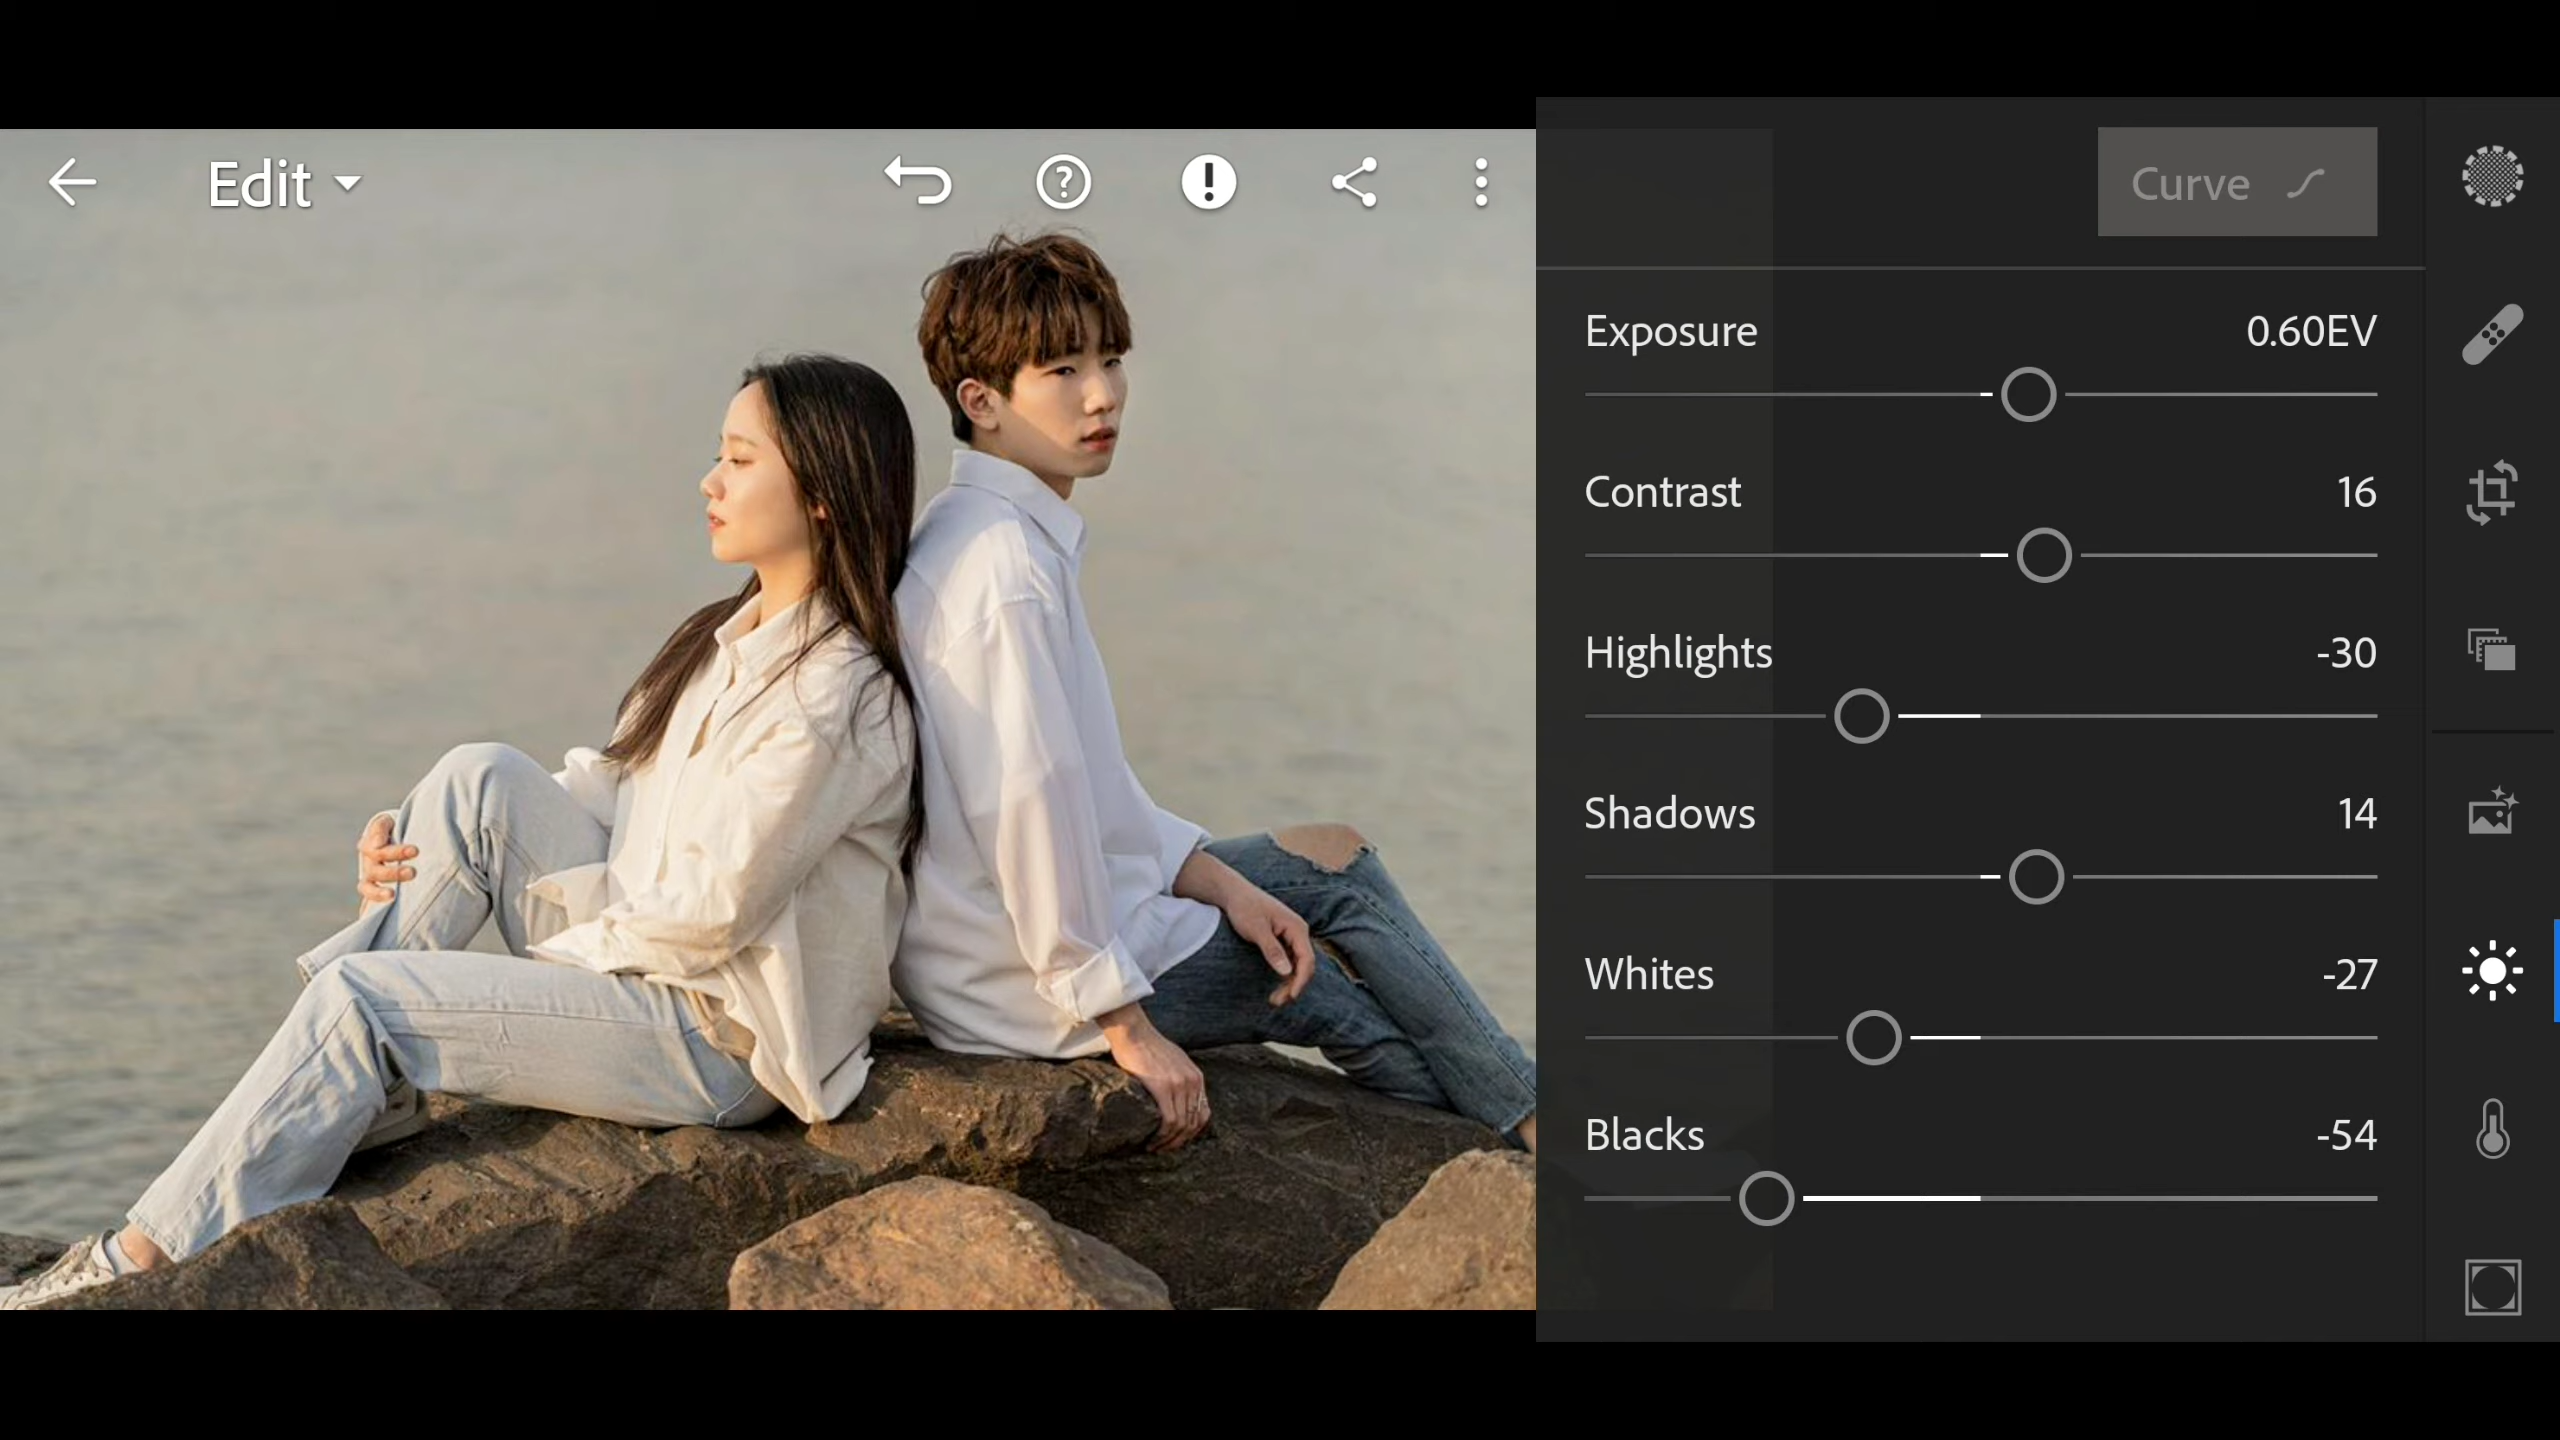 Edit
Curve
Exposure 0.60EV
Contrast 16
Highlights -30
Shadows 14
Whites -27
Blacks -54